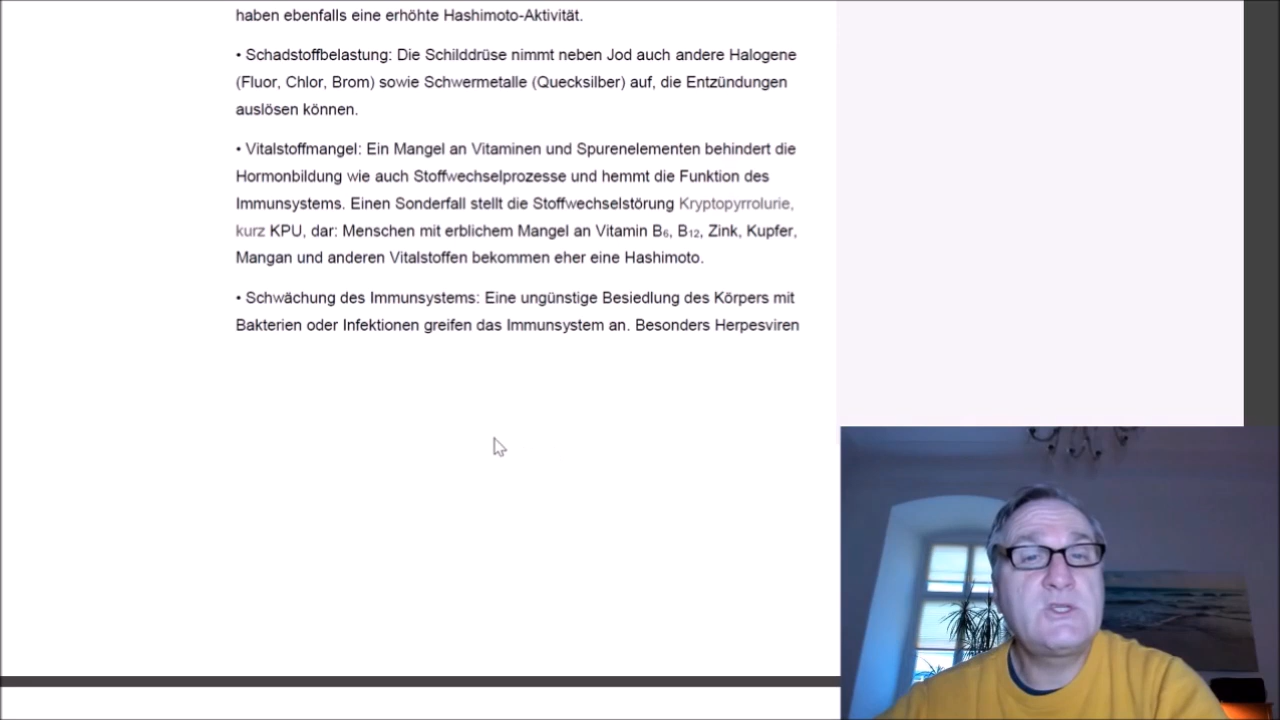 haben ebenfalls eine erhöhte Hashimoto-Aktivität.
• Schadstoffbelastung: Die Schilddrüse nimmt neben Jod auch andere Halogene
(Fluor, Chlor, Brom) sowie Schwermetalle (Quecksilber) auf, die Entzündungen
auslösen können.
• Vitalstoffmangel: Ein Mangel an Vitaminen und Spurenelementen behindert die
Hormonbildung wie auch Stoffwechselprozesse und hemmt die Funktion des
Immunsystems. Einen Sonderfall stellt die Stoffwechselstörung Kryptopyrrolurie,
kurz KPU, dar: Menschen mit erblichem Mangel an Vitamin B₆, B₁₂, Zink, Kupfer,
Mangan und anderen Vitalstoffen bekommen eher eine Hashimoto.
• Schwächung des Immunsystems: Eine ungünstige Besiedlung des Körpers mit
Bakterien oder Infektionen greifen das Immunsystem an. Besonders Herpesviren